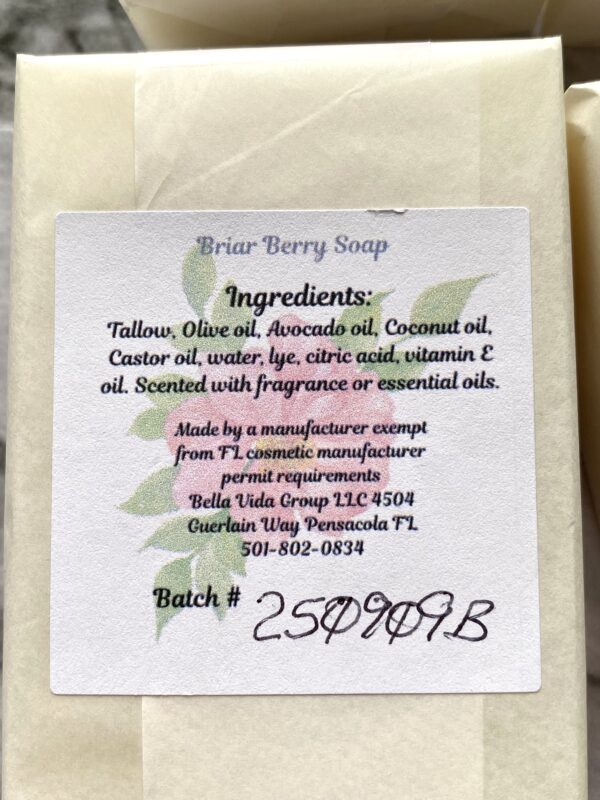 Briar Berry Soap
Ingredients:
Tallow, Olive oil, Avocado oil, Coconut oil,
Castor oil, water, lye, citric acid, vitamin E
oil. Scented with fragrance or essential oils.
Made by a manufacturer exempt
from FL cosmetic manufacturer
permit requirements
Bella Vida Group LLC 4504
Guerlain Way Pensacola FL
501-802-0834
Batch # 250909B